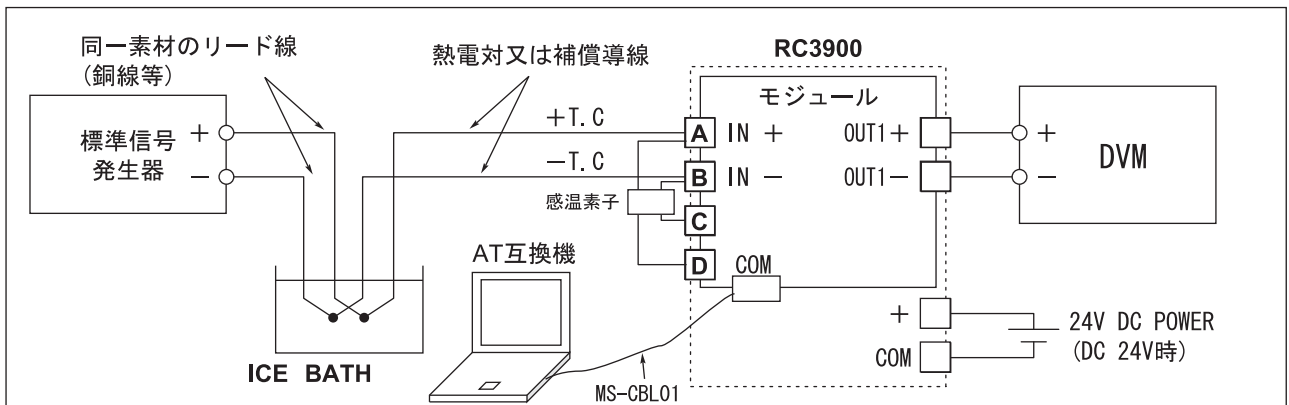 同一素材のリード線
(銅線等)
熱電対又は補償導線
RC3900
モジュール
標準信号
発生器
+
−
+T.C
−T.C
A
IN +
B
IN −
C
D
感温素子
OUT1+
OUT1−
+
−
DVM
AT互換機
COM
ICE BATH
MS-CBL01
+
COM
24V DC POWER
(DC 24V時)